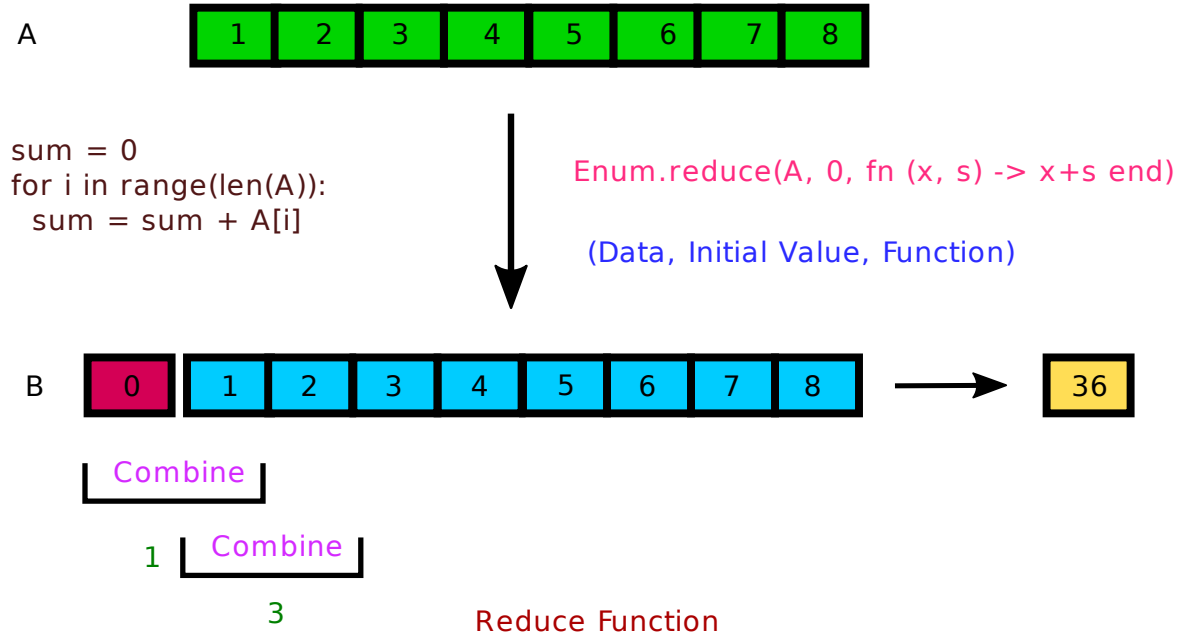 A 1 2 3 4 5 6 7 8
sum = 0
for i in range(len(A)):
  sum = sum + A[i]
Enum.reduce(A, 0, fn (x, s) -> x+s end)
(Data, Initial Value, Function)
B 0 1 2 3 4 5 6 7 8 36
Combine
1 Combine
3
Reduce Function